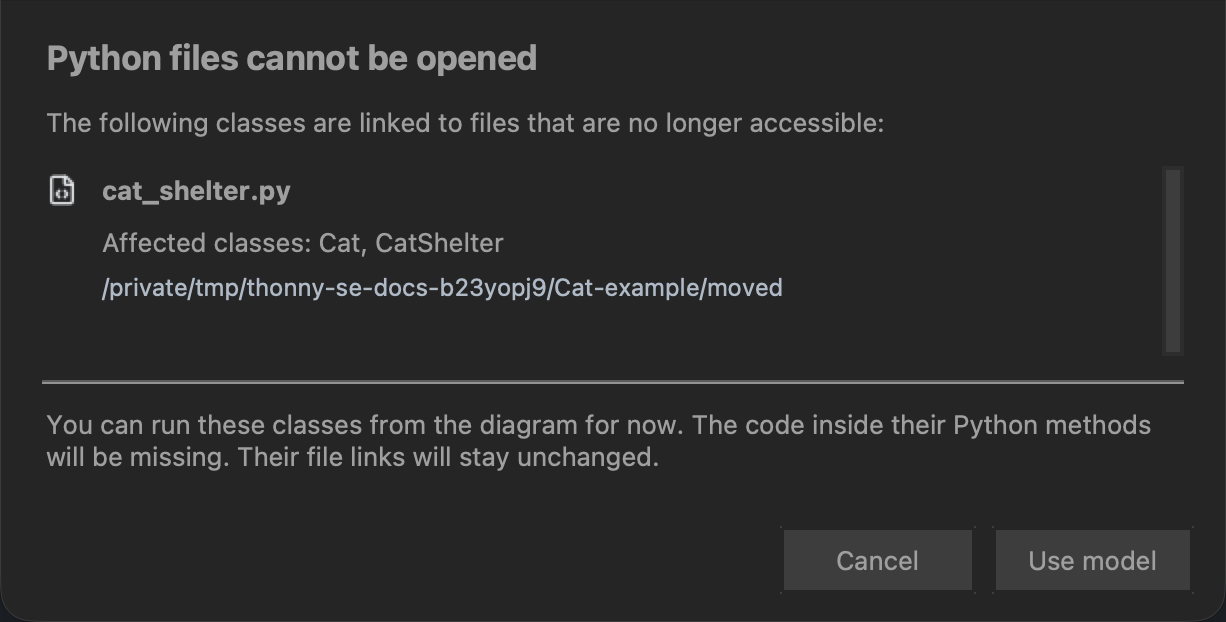 Python files cannot be opened
The following classes are linked to files that are no longer accessible:
cat_shelter.py
Affected classes: Cat, CatShelter
/private/tmp/thonny-se-docs-b23yopj9/Cat-example/moved
You can run these classes from the diagram for now. The code inside their Python methods
will be missing. Their file links will stay unchanged.
Cancel
Use model